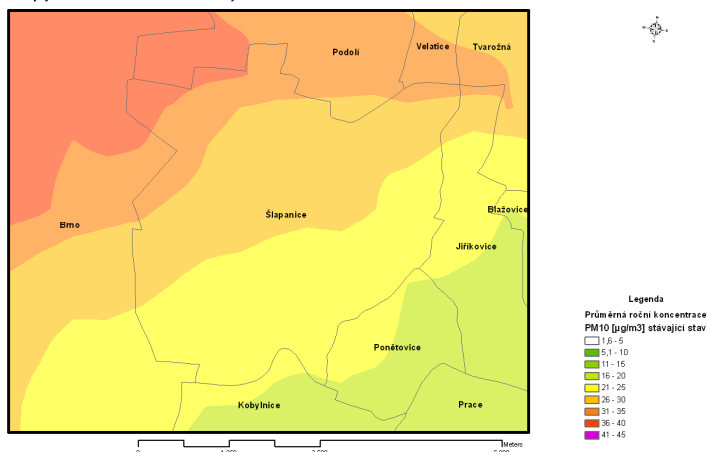 Podolí
Velatice
Tvarožná
Brno
Šlapanice
Blažovice
Jiříkovice
Ponětovice
Kobylnice
Prace
Legenda
Průměrná roční koncentrace
PM10 [µg/m3] stávající stav
1,6 - 5
5,1 - 10
11 - 15
16 - 20
21 - 25
26 - 30
31 - 35
36 - 40
41 - 45
Meters